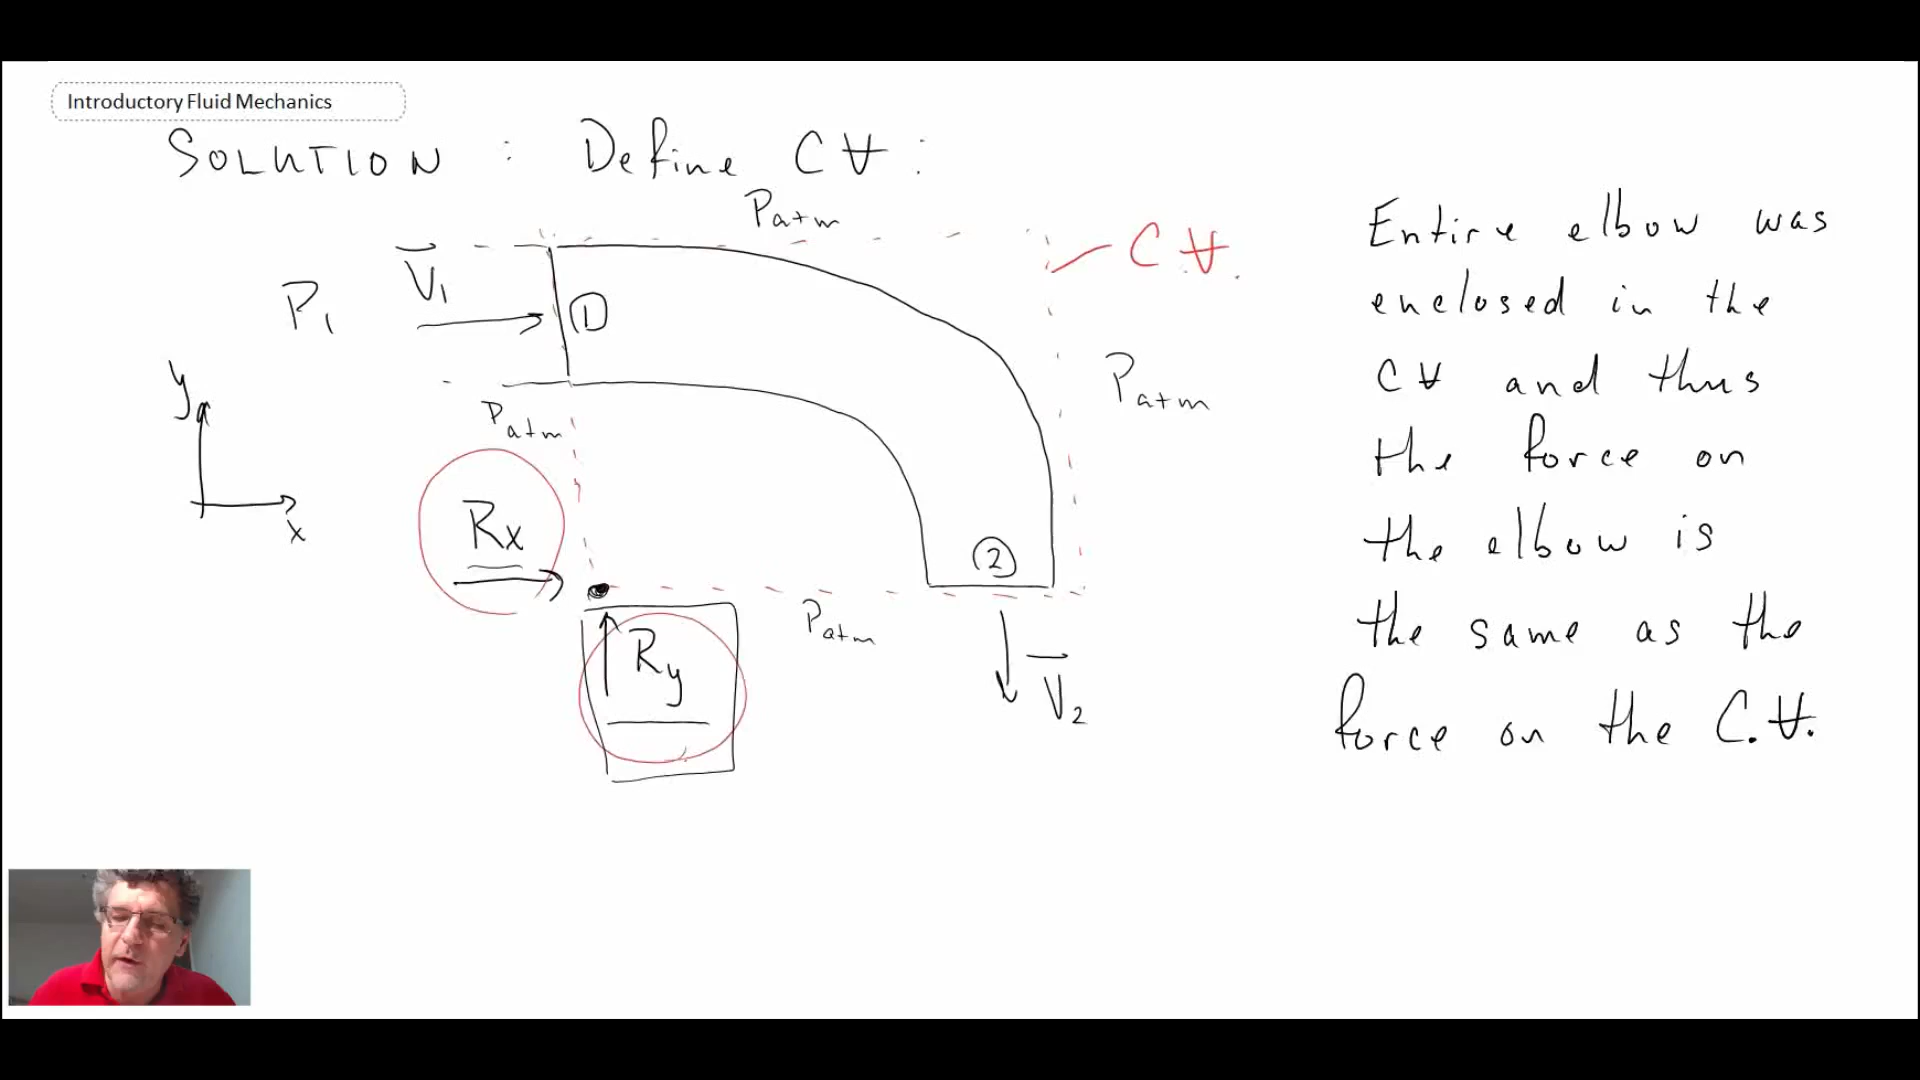 Introductory Fluid Mechanics
SOLUTION : Define C∀ :
Patm
C∀.
V1
P1
①
Patm
Patm
y
x
Rx
②
Patm
Ry
V2
Entire elbow was
enclosed in the
C∀ and thus
the force on
the elbow is
the same as the
force on the C.∀.